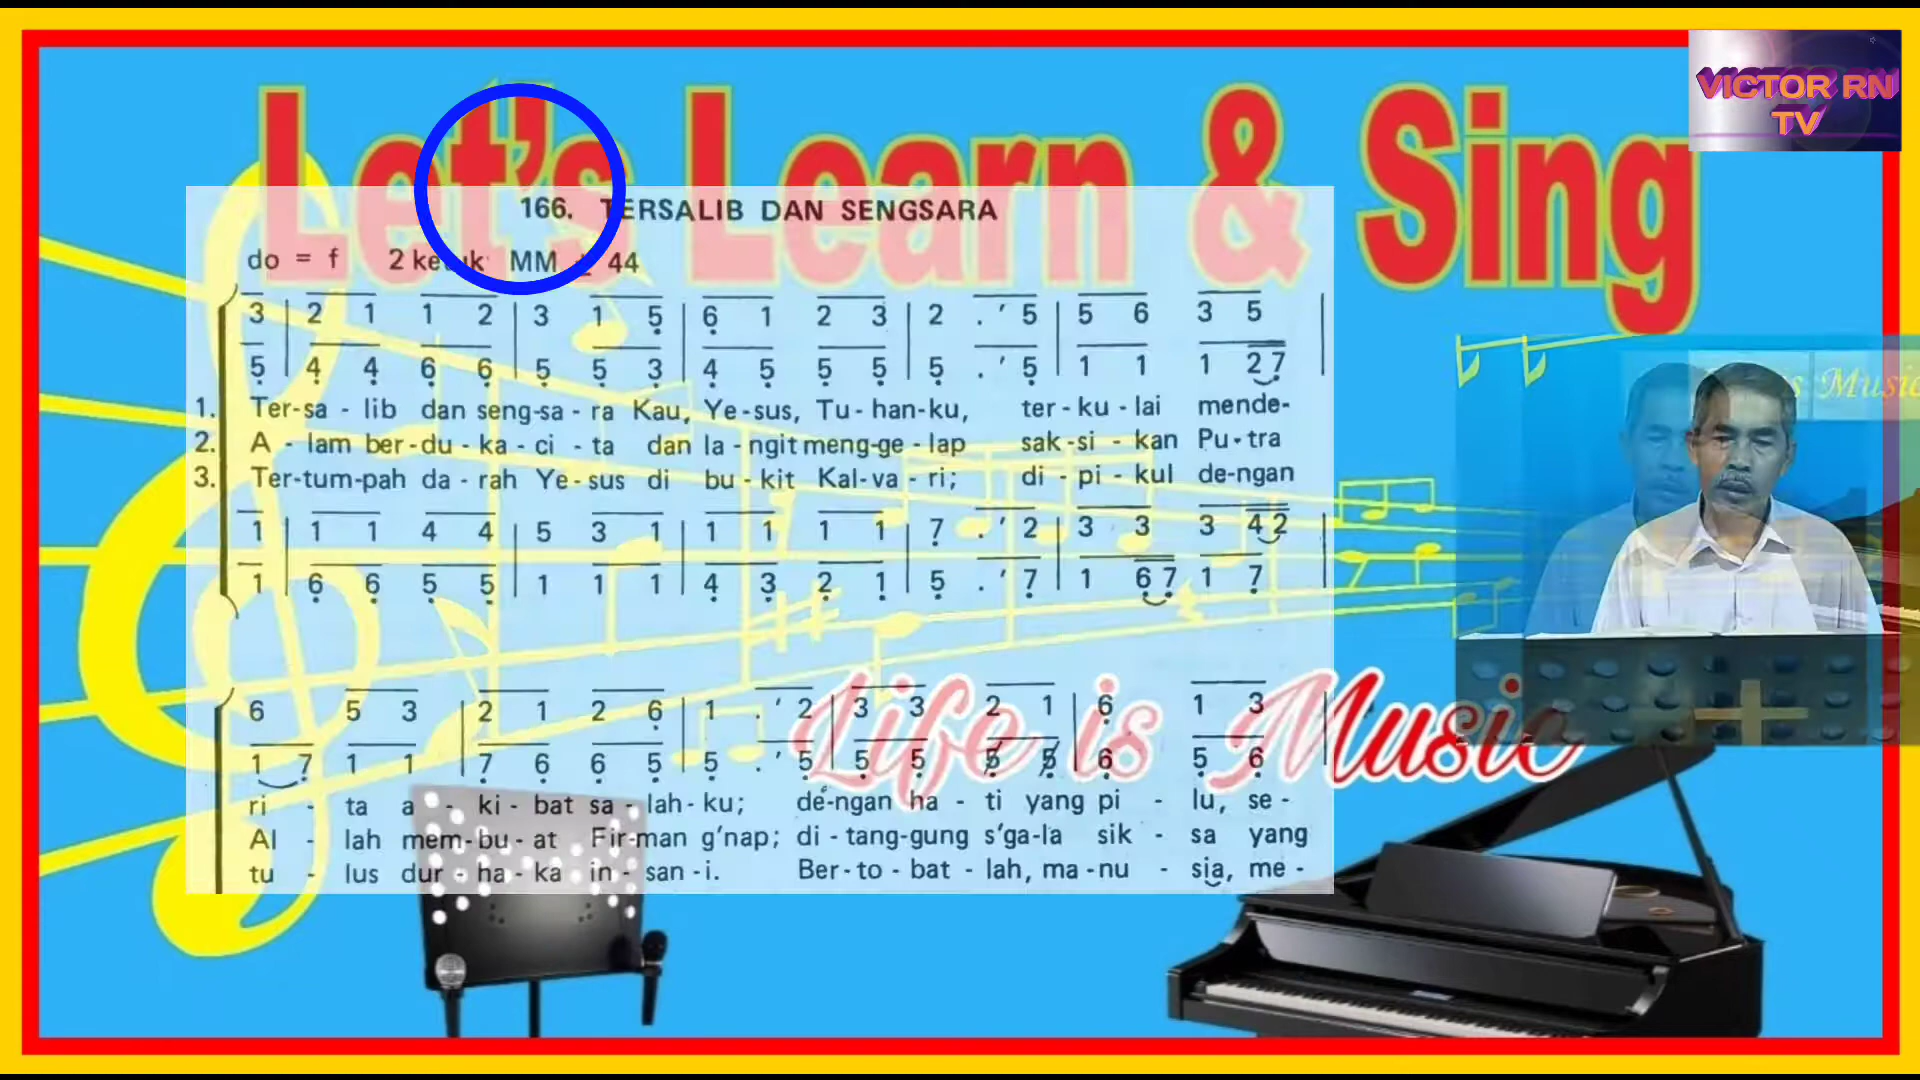 VICTOR RN
TV
Let's Learn & Sing
166. TERSALIB DAN SENGSARA
do = f 2 ketuk MM ± 44
3 | 2 1 1 2 | 3 1 5̣ | 6̣ 1 2 3 | 2 . ' 5 | 5 6 3 5 |
5̣ | 4̣ 4̣ 6̣ 6̣ | 5̣ 5̣ 3̣ | 4̣ 5̣ 5̣ 5̣ | 5̣ . ' 5̣ | 1 1 1 2 7̣ |
1. Ter-sa - lib dan seng-sa - ra Kau, Ye-sus, Tu-han-ku, ter-ku-lai mende-
2. A - lam ber-du-ka-ci-ta dan la-ngit meng-ge-lap sak-si-kan Pu-tra
3. Ter-tum-pah da-rah Ye-sus di bu-kit Kal-va-ri; di-pi-kul de-ngan
1 | 1 1 4 4 | 5 3 1 | 1 1 1 1 | 7̣ . ' 2 | 3 3 3 4 2 |
1 | 6̣ 6̣ 5̣ 5̣ | 1 1 1 | 4̣ 3̣ 2̣ 1̣ | 5̣ . ' 7̣ | 1 6̣ 7̣ 1 7̣ |
6 5 3 | 2 1 2 6̣ | 1 . ' 2 | 3 3 2 1 | 6̣ 1 3 |
1 7̣ 1 1 | 7̣ 6̣ 6̣ 5̣ | 5̣ . ' 5̣ | 5̣ 5̣ 5̸̣ 5̸̣ | 6̣ 5̣ 6̣ |
ri - ta a - ki-bat sa-lah-ku; de-ngan ha-ti yang pi - lu, se-
Al - lah mem-bu-at Fir-man g'nap; di-tang-gung s'ga-la sik - sa yang
tu - lus dur-ha-ka in-san-i. Ber-to-bat-lah, ma-nu - sia, me-
Life is Music